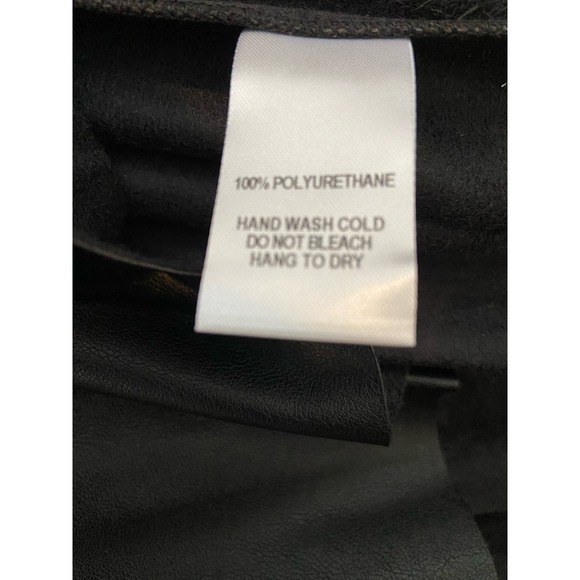 100% POLYURETHANE
HAND WASH COLD
DO NOT BLEACH
HANG TO DRY